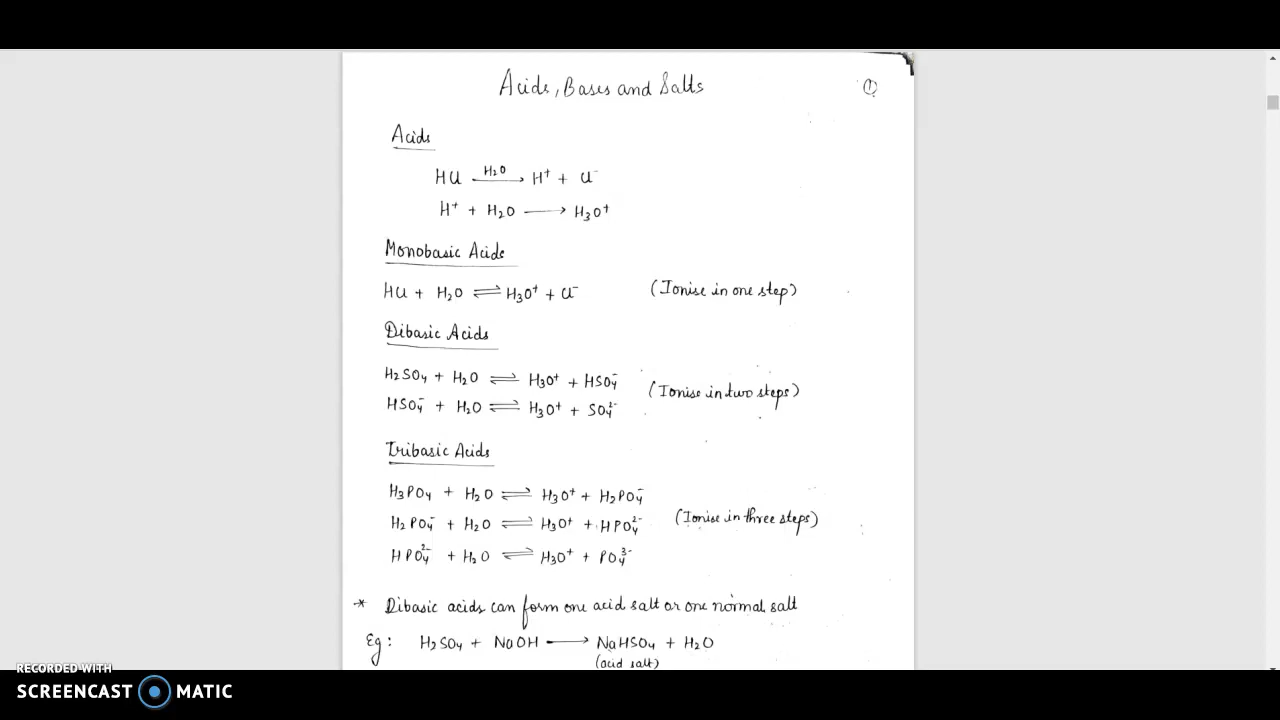 Acids, Bases and Salts ①
Acids
HCl —H2O→ H⁺ + Cl⁻
H⁺ + H2O ⟶ H3O⁺
Monobasic Acids
HCl + H2O ⇌ H3O⁺ + Cl⁻ (Ionise in one step)
Dibasic Acids
H2SO4 + H2O ⇌ H3O⁺ + HSO4⁻
(Ionise in two steps)
HSO4⁻ + H2O ⇌ H3O⁺ + SO4²⁻
Tribasic Acids
H3PO4 + H2O ⇌ H3O⁺ + H2PO4⁻
H2PO4⁻ + H2O ⇌ H3O⁺ + HPO4²⁻ (Ionise in three steps)
HPO4²⁻ + H2O ⇌ H3O⁺ + PO4³⁻
* Dibasic acids can form one acid salt or one normal salt
Eg: H2SO4 + NaOH ⟶ NaHSO4 + H2O
(acid salt)
RECORDED WITH
SCREENCAST MATIC